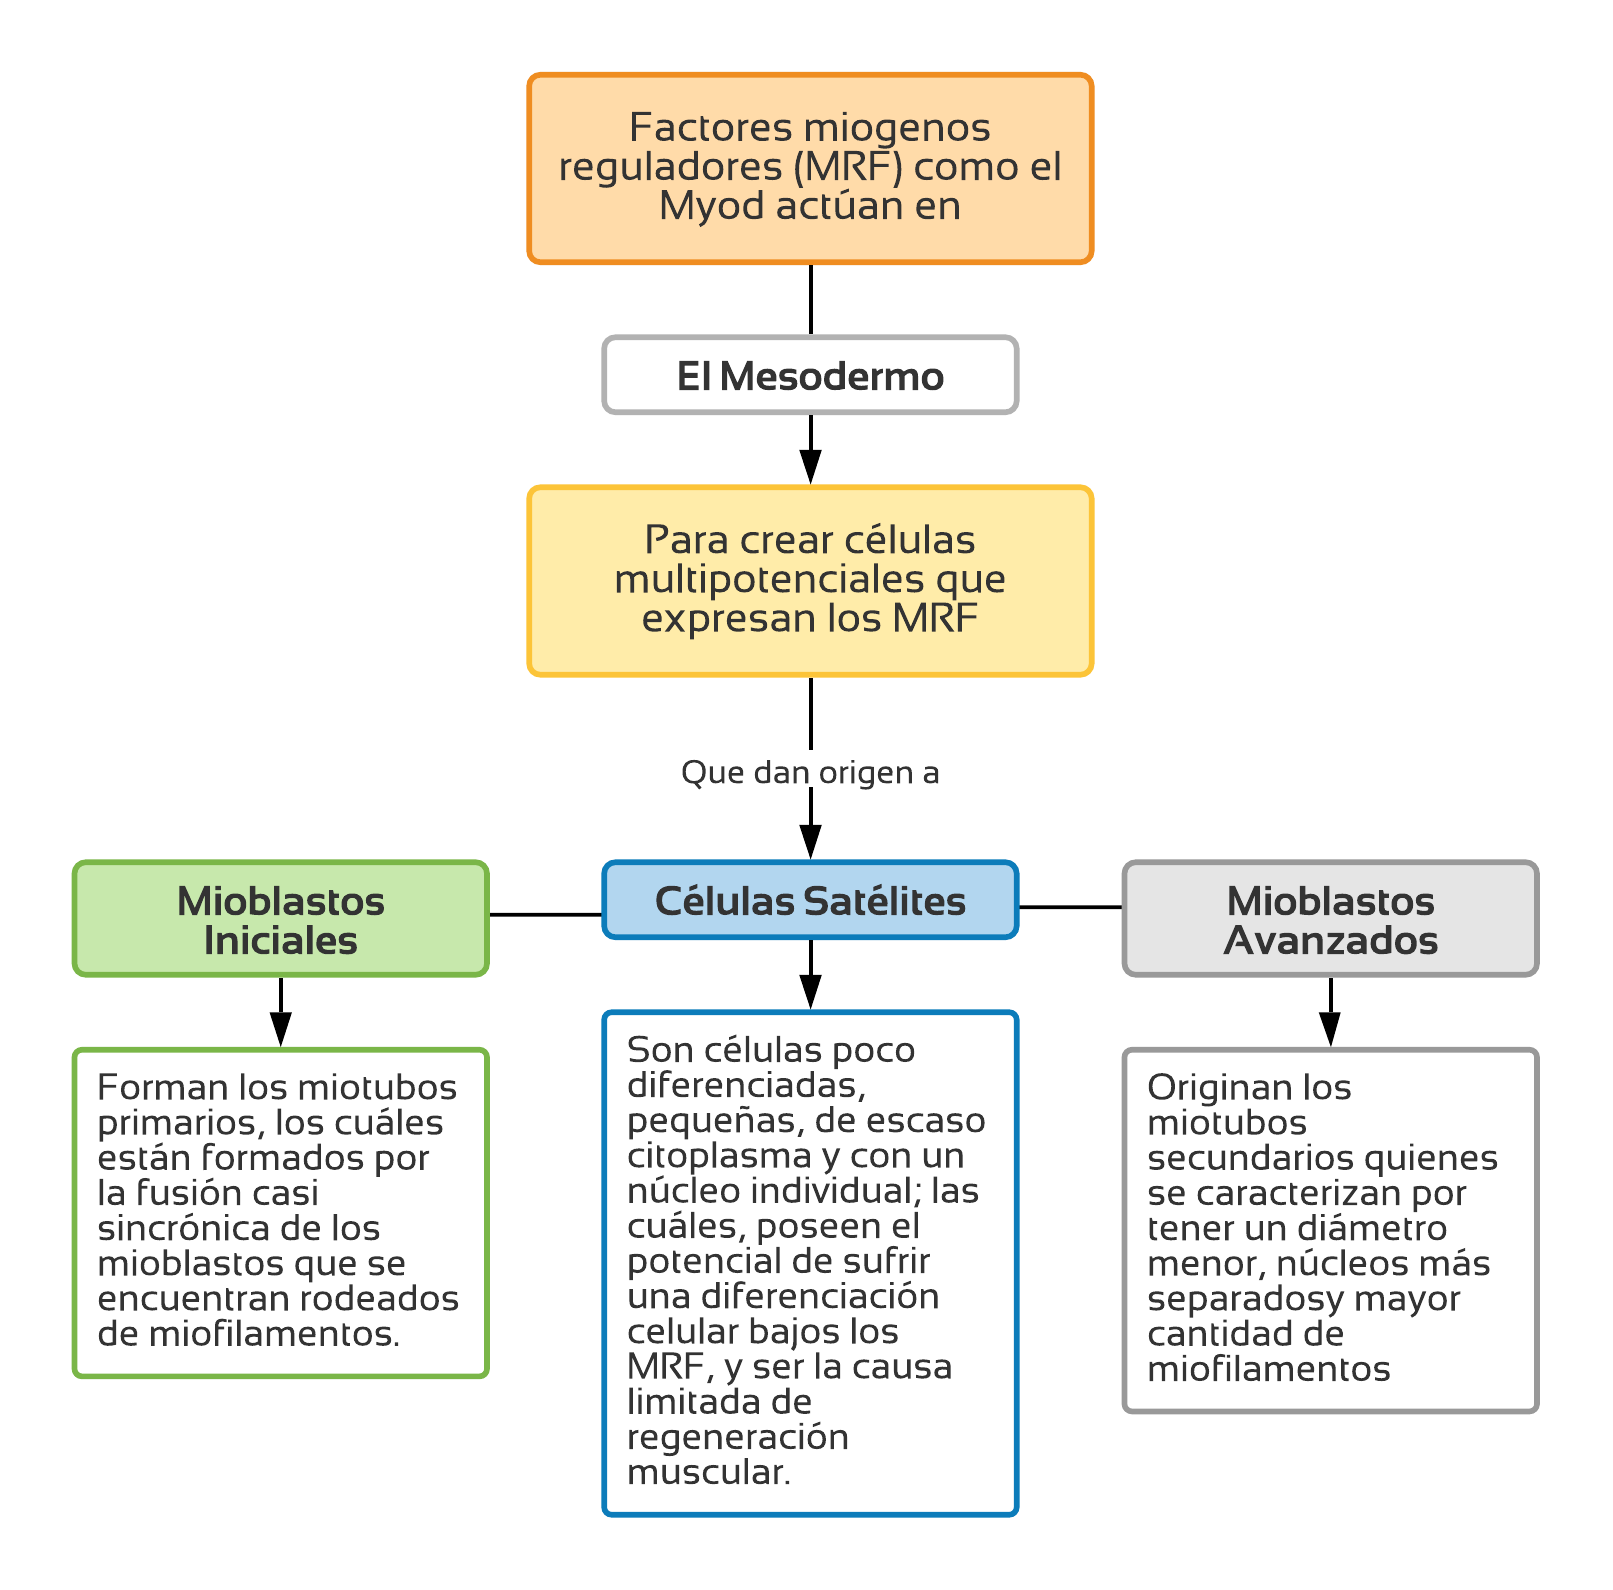 Factores miogenos
reguladores (MRF) como el
Myod actúan en
El Mesodermo
Para crear células
multipotenciales que
expresan los MRF
Que dan origen a
Mioblastos
Iniciales
Células Satélites
Mioblastos
Avanzados
Forman los miotubos
primarios, los cuáles
están formados por
la fusión casi
sincrónica de los
mioblastos que se
encuentran rodeados
de miofilamentos.
Son células poco
diferenciadas,
pequeñas, de escaso
citoplasma y con un
núcleo individual; las
cuáles, poseen el
potencial de sufrir
una diferenciación
celular bajos los
MRF, y ser la causa
limitada de
regeneración
muscular.
Originan los
miotubos
secundarios quienes
se caracterizan por
tener un diámetro
menor, núcleos más
separadosy mayor
cantidad de
miofilamentos